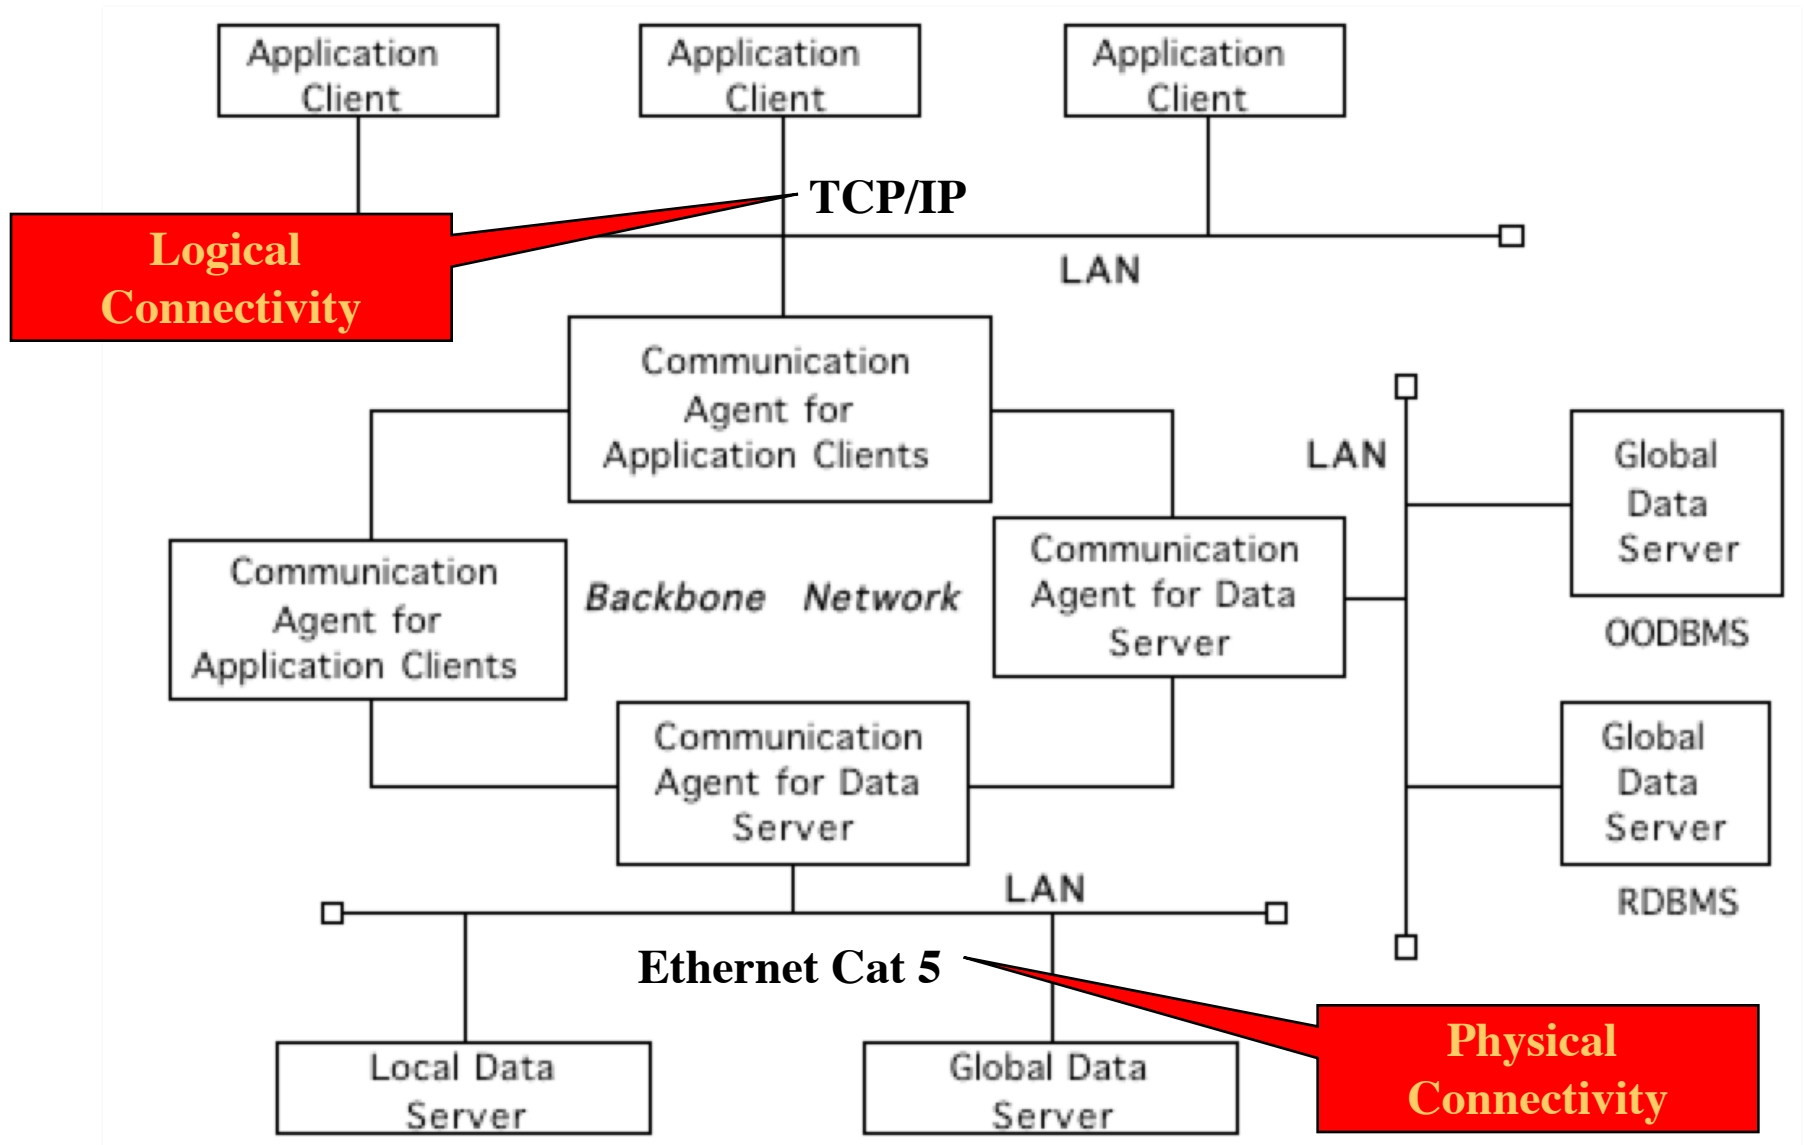 Application
Client
Application
Client
Application
Client
TCP/IP
Logical
Connectivity
LAN
Communication
Agent for
Application Clients
LAN
Global
Data
Server
OODBMS
Communication
Agent for
Application Clients
Backbone Network
Communication
Agent for Data
Server
Communication
Agent for Data
Server
Global
Data
Server
RDBMS
LAN
Ethernet Cat 5
Physical
Connectivity
Local Data
Server
Global Data
Server